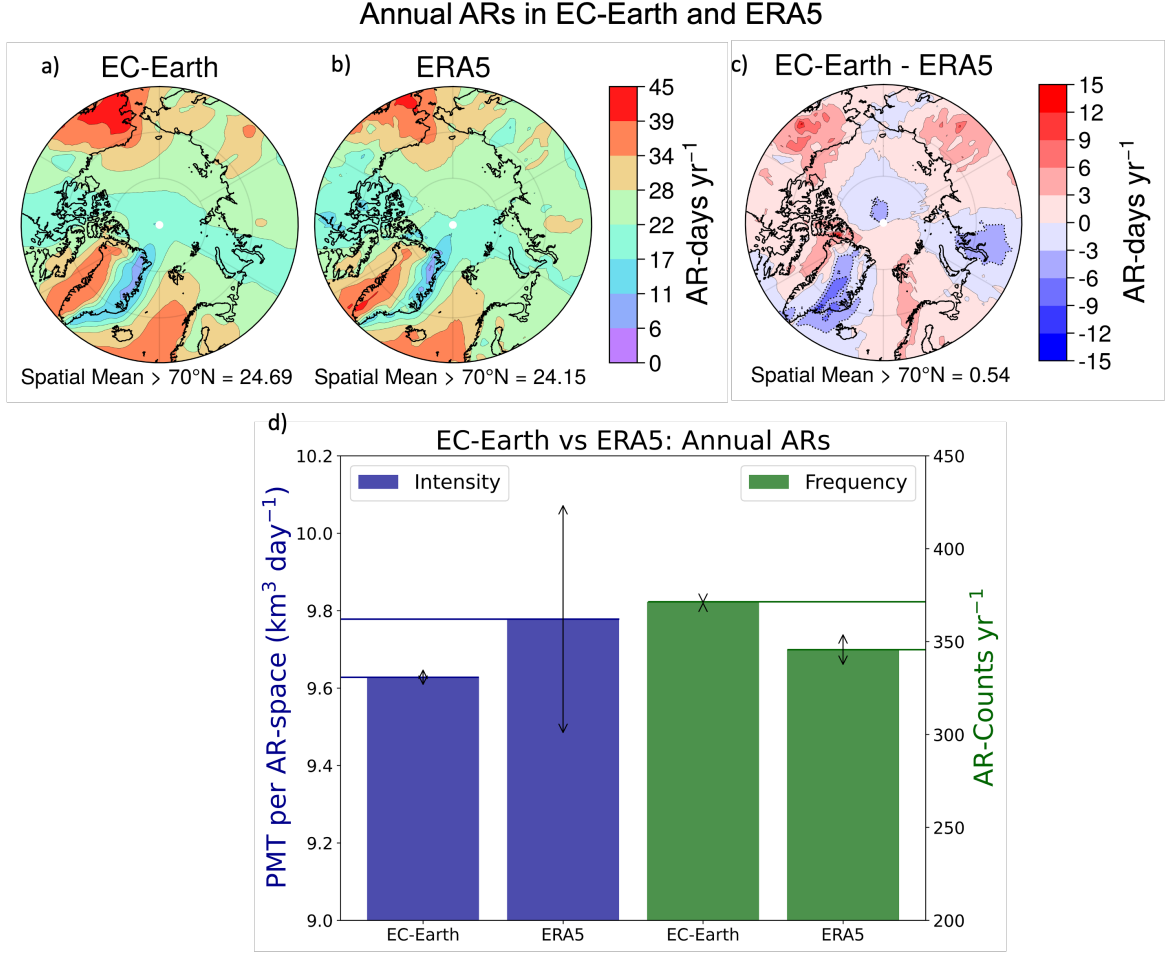 Annual ARs in EC-Earth and ERA5
a) EC-Earth
b) ERA5
45
39
34
28
22
17
11
6
0
AR-days yr⁻¹
Spatial Mean > 70°N = 24.69
Spatial Mean > 70°N = 24.15
c) EC-Earth - ERA5
15
12
9
6
3
0
-3
-6
-9
-12
-15
AR-days yr⁻¹
Spatial Mean > 70°N = 0.54
d)
EC-Earth vs ERA5: Annual ARs
Intensity
Frequency
PMT per AR-space (km³ day⁻¹)
10.2
10.0
9.8
9.6
9.4
9.2
9.0
450
400
350
300
250
200
AR-Counts yr⁻¹
EC-Earth
ERA5
EC-Earth
ERA5